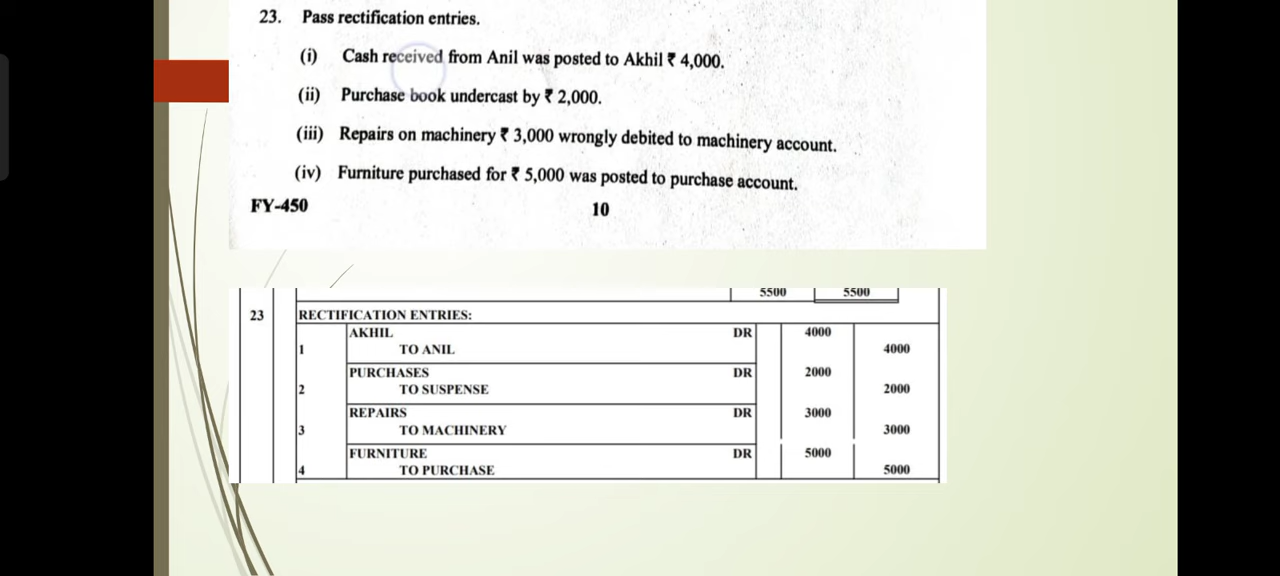 23. Pass rectification entries.
(i) Cash received from Anil was posted to Akhil ₹ 4,000.
(ii) Purchase book undercast by ₹ 2,000.
(iii) Repairs on machinery ₹ 3,000 wrongly debited to machinery account.
(iv) Furniture purchased for ₹ 5,000 was posted to purchase account.
FY-450 10
5500 5500
23 RECTIFICATION ENTRIES:
AKHIL DR 4000
1 TO ANIL 4000
PURCHASES DR 2000
2 TO SUSPENSE 2000
REPAIRS DR 3000
3 TO MACHINERY 3000
FURNITURE DR 5000
4 TO PURCHASE 5000